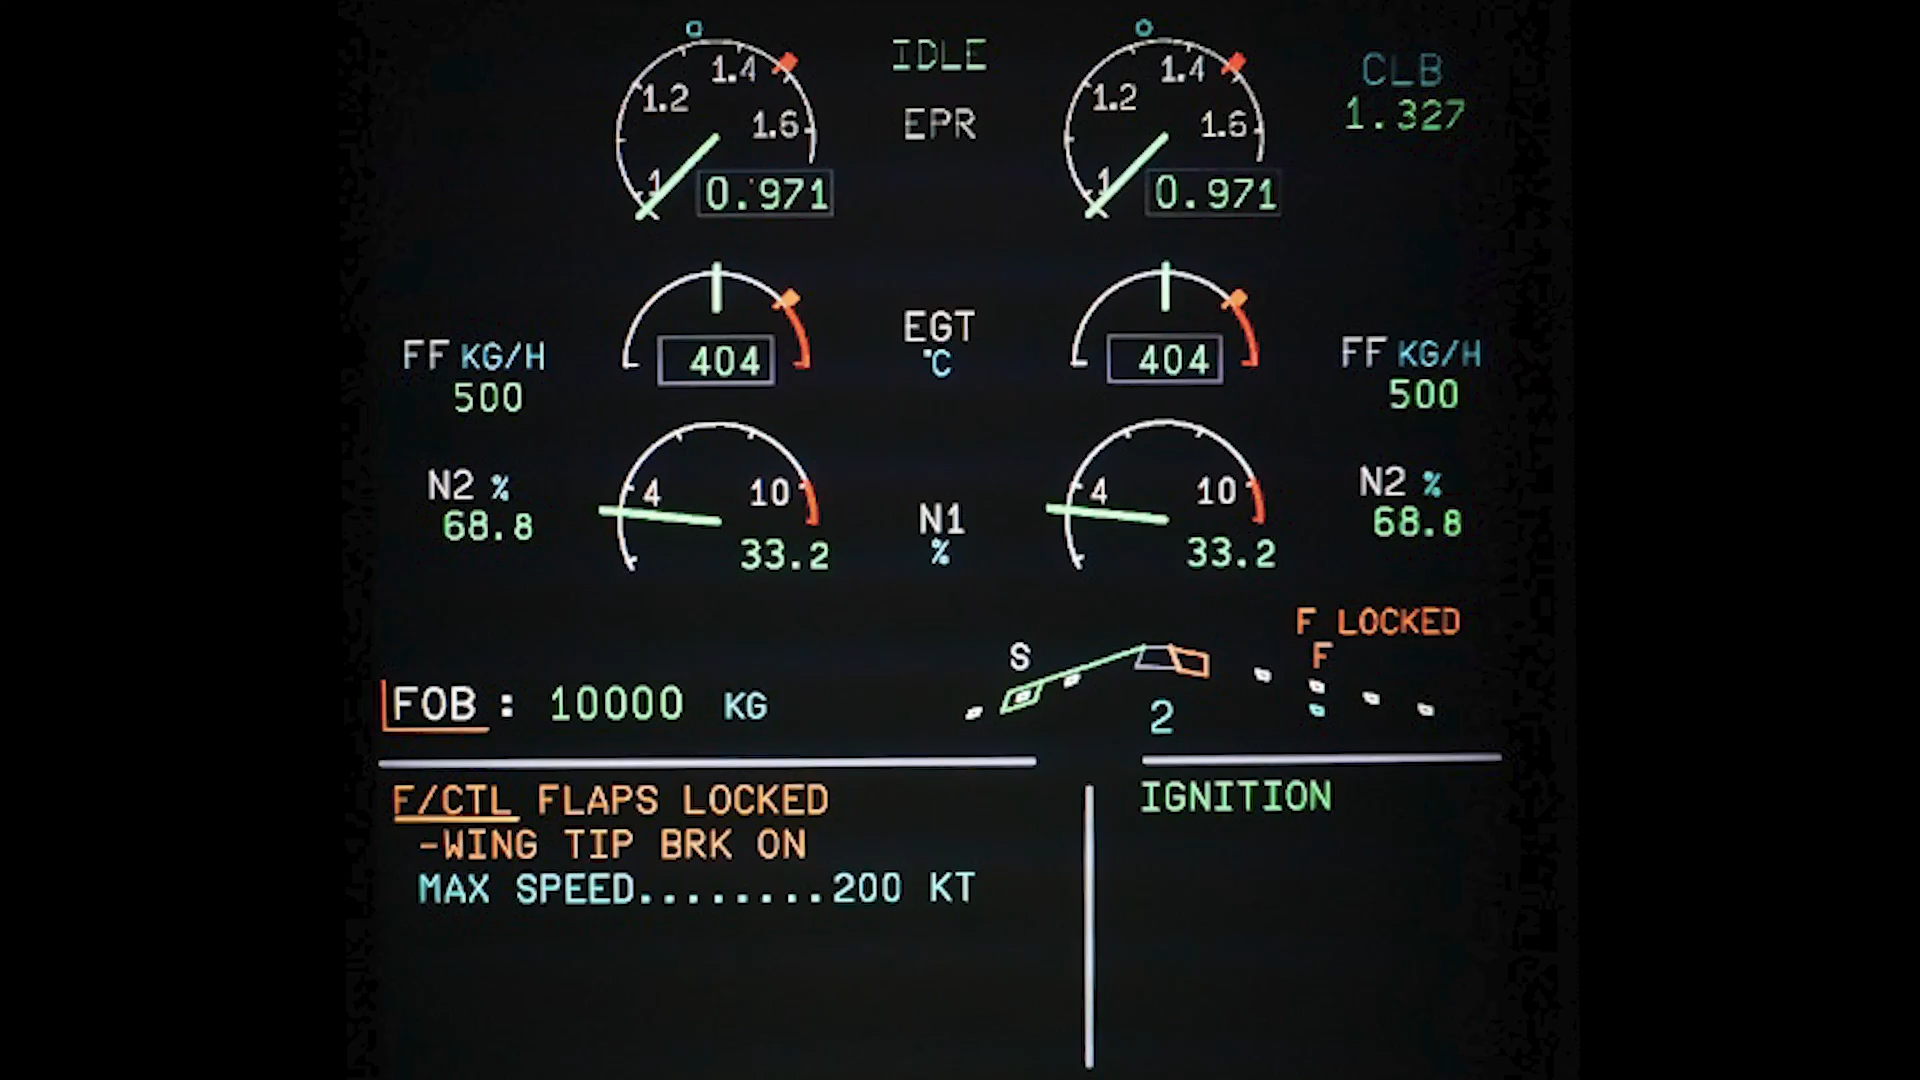 IDLE
CLB
1.327
EPR
1 1.2 1.4 1.6
0.971
1 1.2 1.4 1.6
0.971
EGT
°C
404
404
FF KG/H
500
FF KG/H
500
N2 %
68.8
N2 %
68.8
4 10
33.2
N1
%
4 10
33.2
F LOCKED
S
F
FOB : 10000 KG
2
F/CTL FLAPS LOCKED
-WING TIP BRK ON
MAX SPEED........200 KT
IGNITION